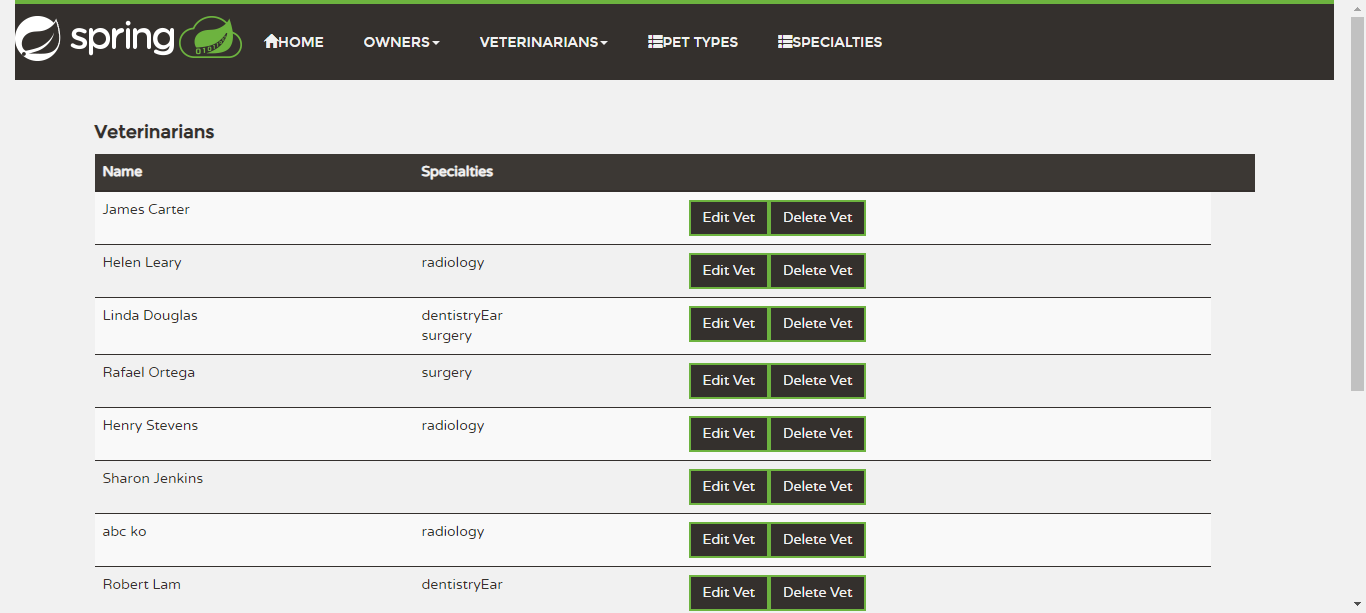 spring HOME OWNERS VETERINARIANS PET TYPES SPECIALTIES
Veterinarians
Name Specialties
James Carter Edit Vet Delete Vet
Helen Leary radiology Edit Vet Delete Vet
Linda Douglas dentistryEar Edit Vet Delete Vet
surgery
Rafael Ortega surgery Edit Vet Delete Vet
Henry Stevens radiology Edit Vet Delete Vet
Sharon Jenkins Edit Vet Delete Vet
abc ko radiology Edit Vet Delete Vet
Robert Lam dentistryEar Edit Vet Delete Vet